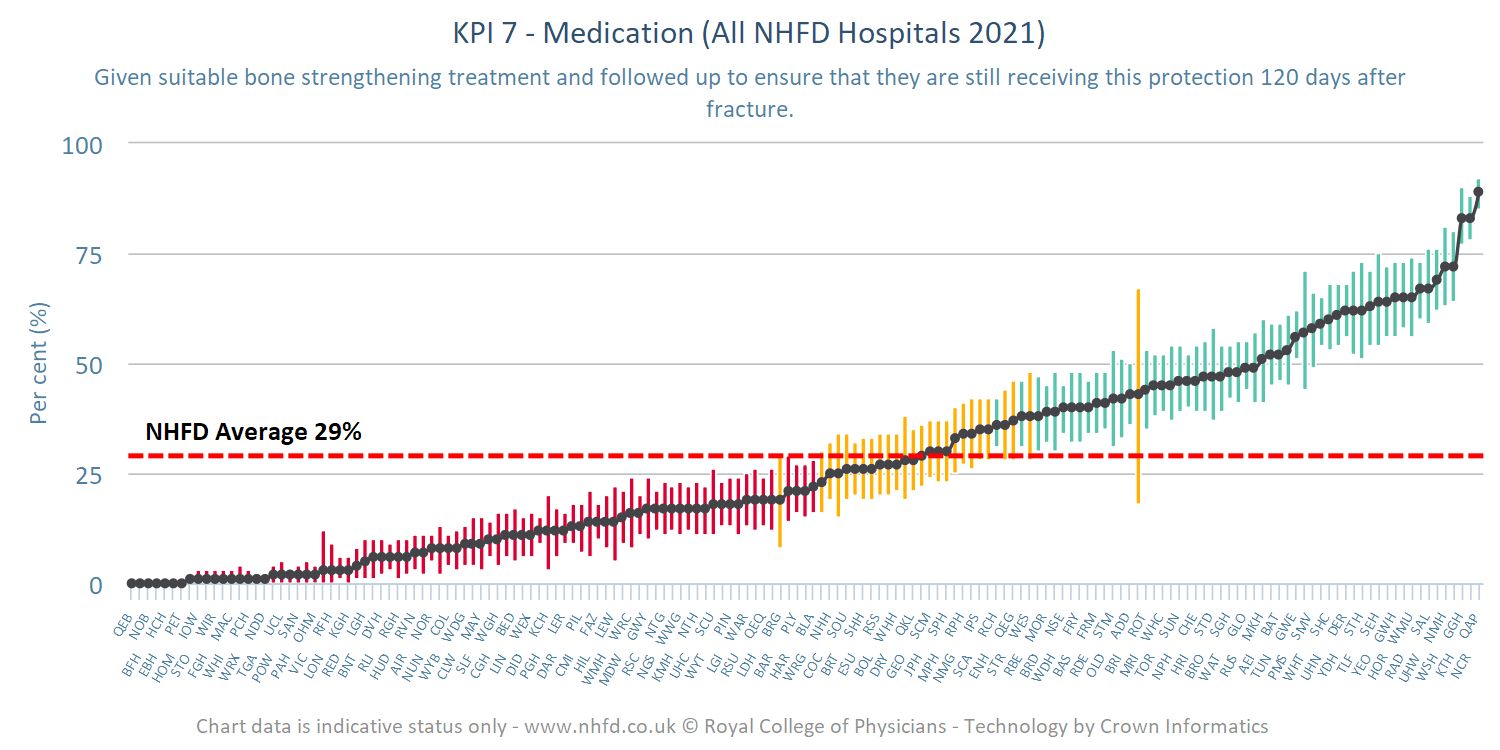 KPI 7 - Medication (All NHFD Hospitals 2021)
Given suitable bone strengthening treatment and followed up to ensure that they are still receiving this protection 120 days after
fracture.
Per cent (%)
100
75
50
25
0
NHFD Average 29%
QEB NOB HCH PET IOW WIR MAC PCH NDD UCL SAN OHM RFH KGH LGH DVH RGH RVN NOR COL WDG MAY WGH BED WEX KCH LER PIL FAZ LEW WRC GWY NTG WWG NTH SCU PIN WAR QEQ BRG PLY BLA NHH SOU SHH RSS WHH QKL SCM SPH RPH IPS RCH QEG WES MOR NSE FRY FRM STM ADD ROT WHC SUN CHE STD SGH GLO MKH BAT GWE SMV SHC DER STH SEH GWH WMU SAL NMH GGH QAP
BFH EBH HOM STO FGH WHI WRX TGA POW PAH VIC LON RED BNT RLI HUD AIR NUN WYB CLW SLF CGH LIN DID PGH DAR CMI HIL WMH MDW RSC NGS KMH UHC WYT LGI RSU LDH BAR HAR WRG COC BRT ESU BOL DRY GEO JPH MPH NMG SCA ENH STR RBE BRD WDH BAS RDE OLD BRI MRI TOR NPH HRI BRO WAT RUS AEI TUN PMS WHT UHN YDH TLF YEO HOR RAD UHW WSH KTH NCR
Chart data is indicative status only - www.nhfd.co.uk © Royal College of Physicians - Technology by Crown Informatics